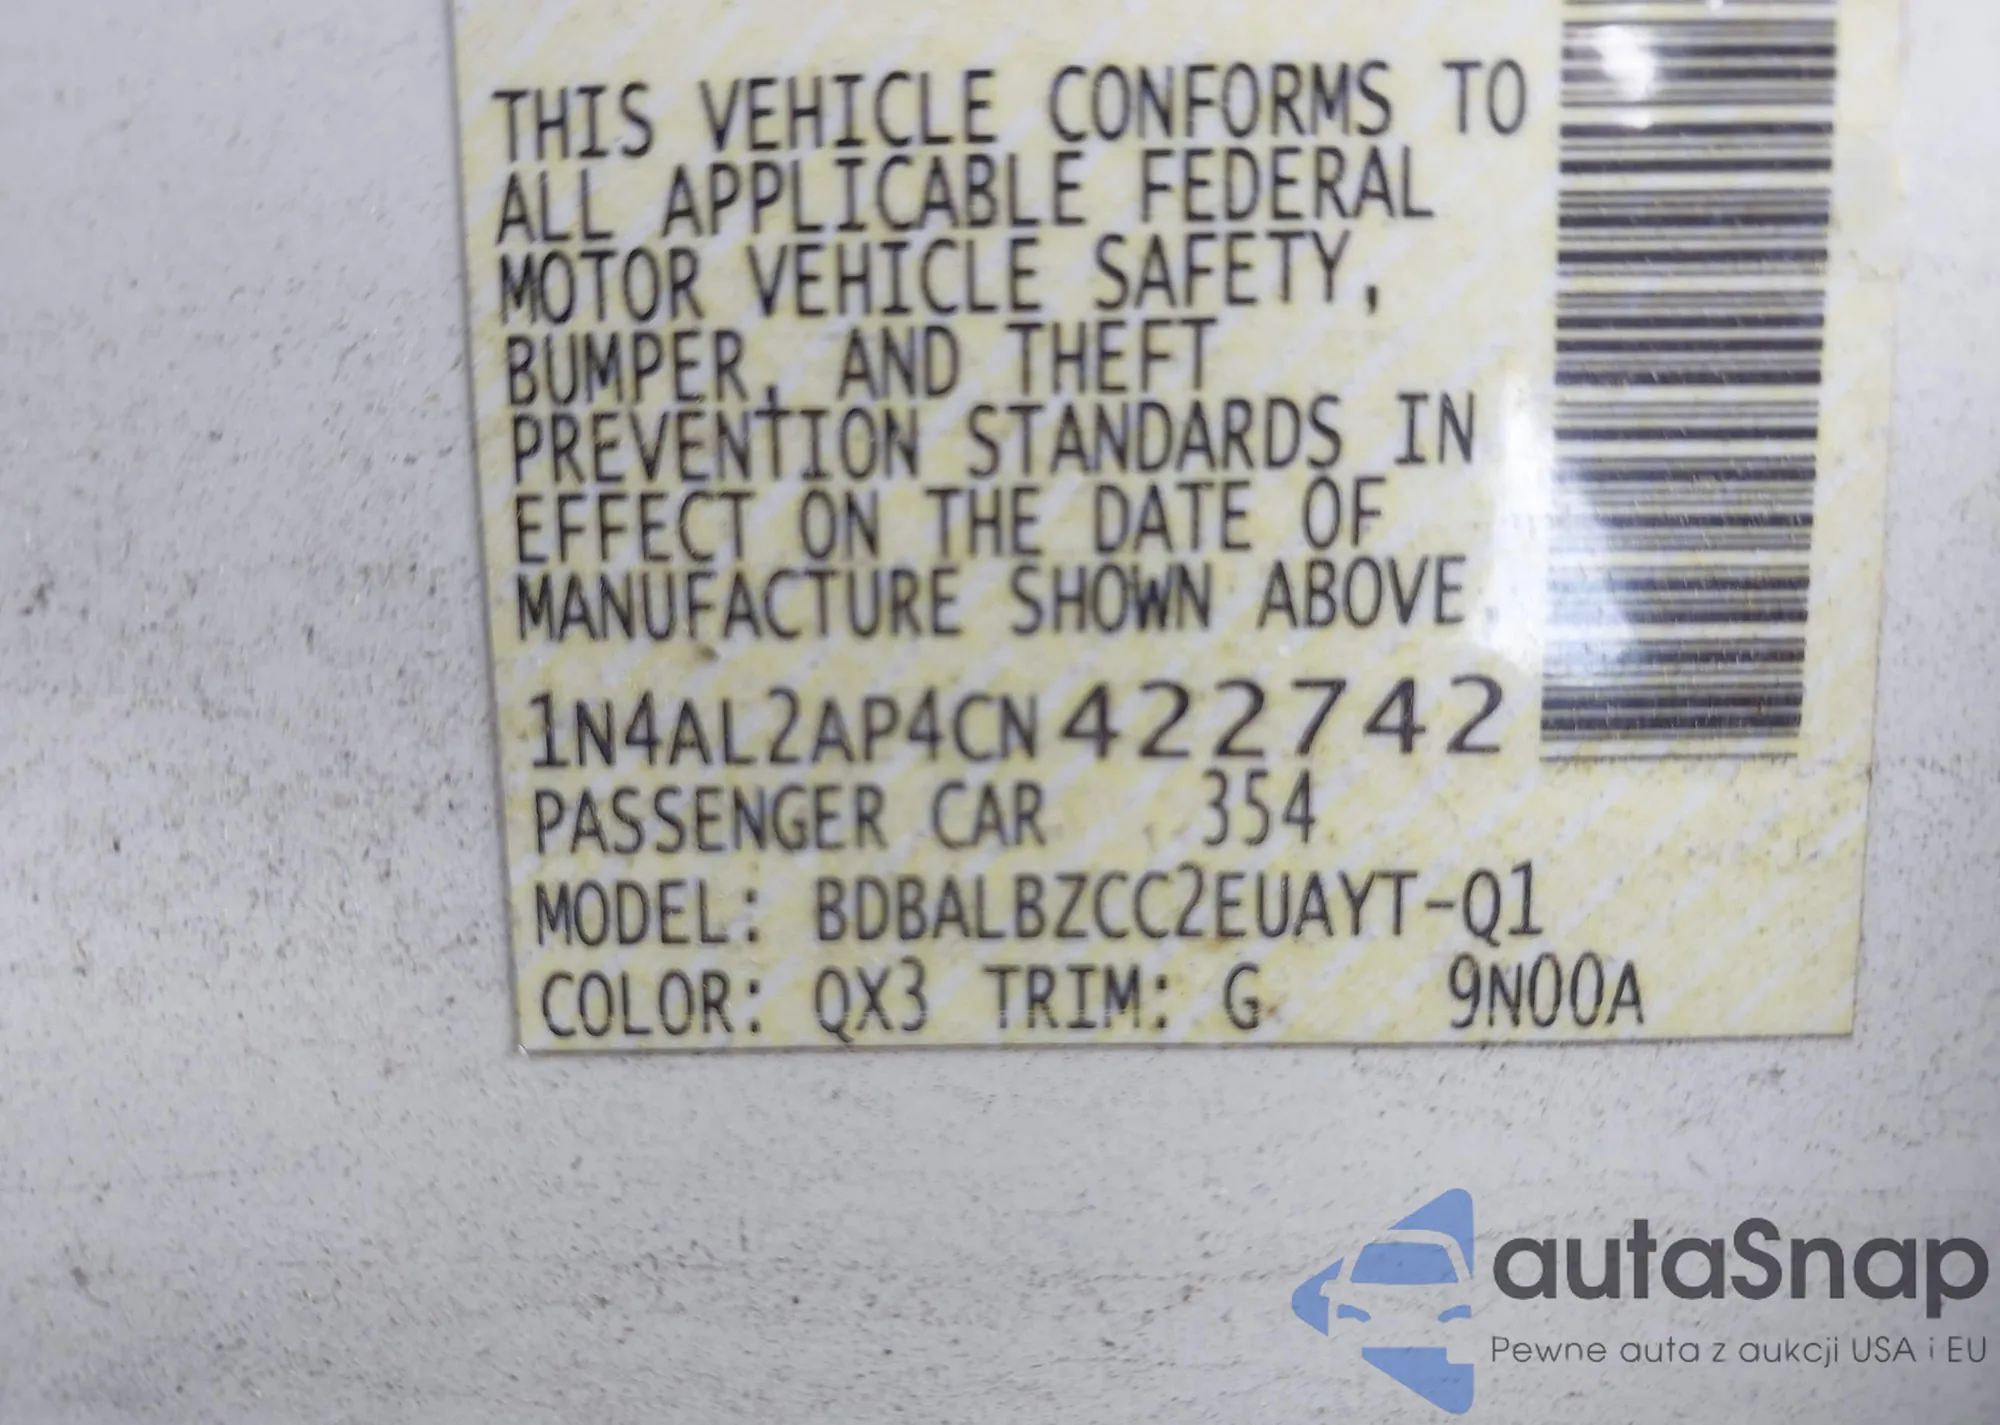 THIS VEHICLE CONFORMS TO
ALL APPLICABLE FEDERAL
MOTOR VEHICLE SAFETY,
BUMPER, AND THEFT
PREVENTION STANDARDS IN
EFFECT ON THE DATE OF
MANUFACTURE SHOWN ABOVE.
1N4AL2AP4CN422742
PASSENGER CAR 354
MODEL: BDBALBZCC2EUAYT-Q1
COLOR: QX3 TRIM: G 9N00A
autaSnap
Pewne auta z aukcji USA i EU